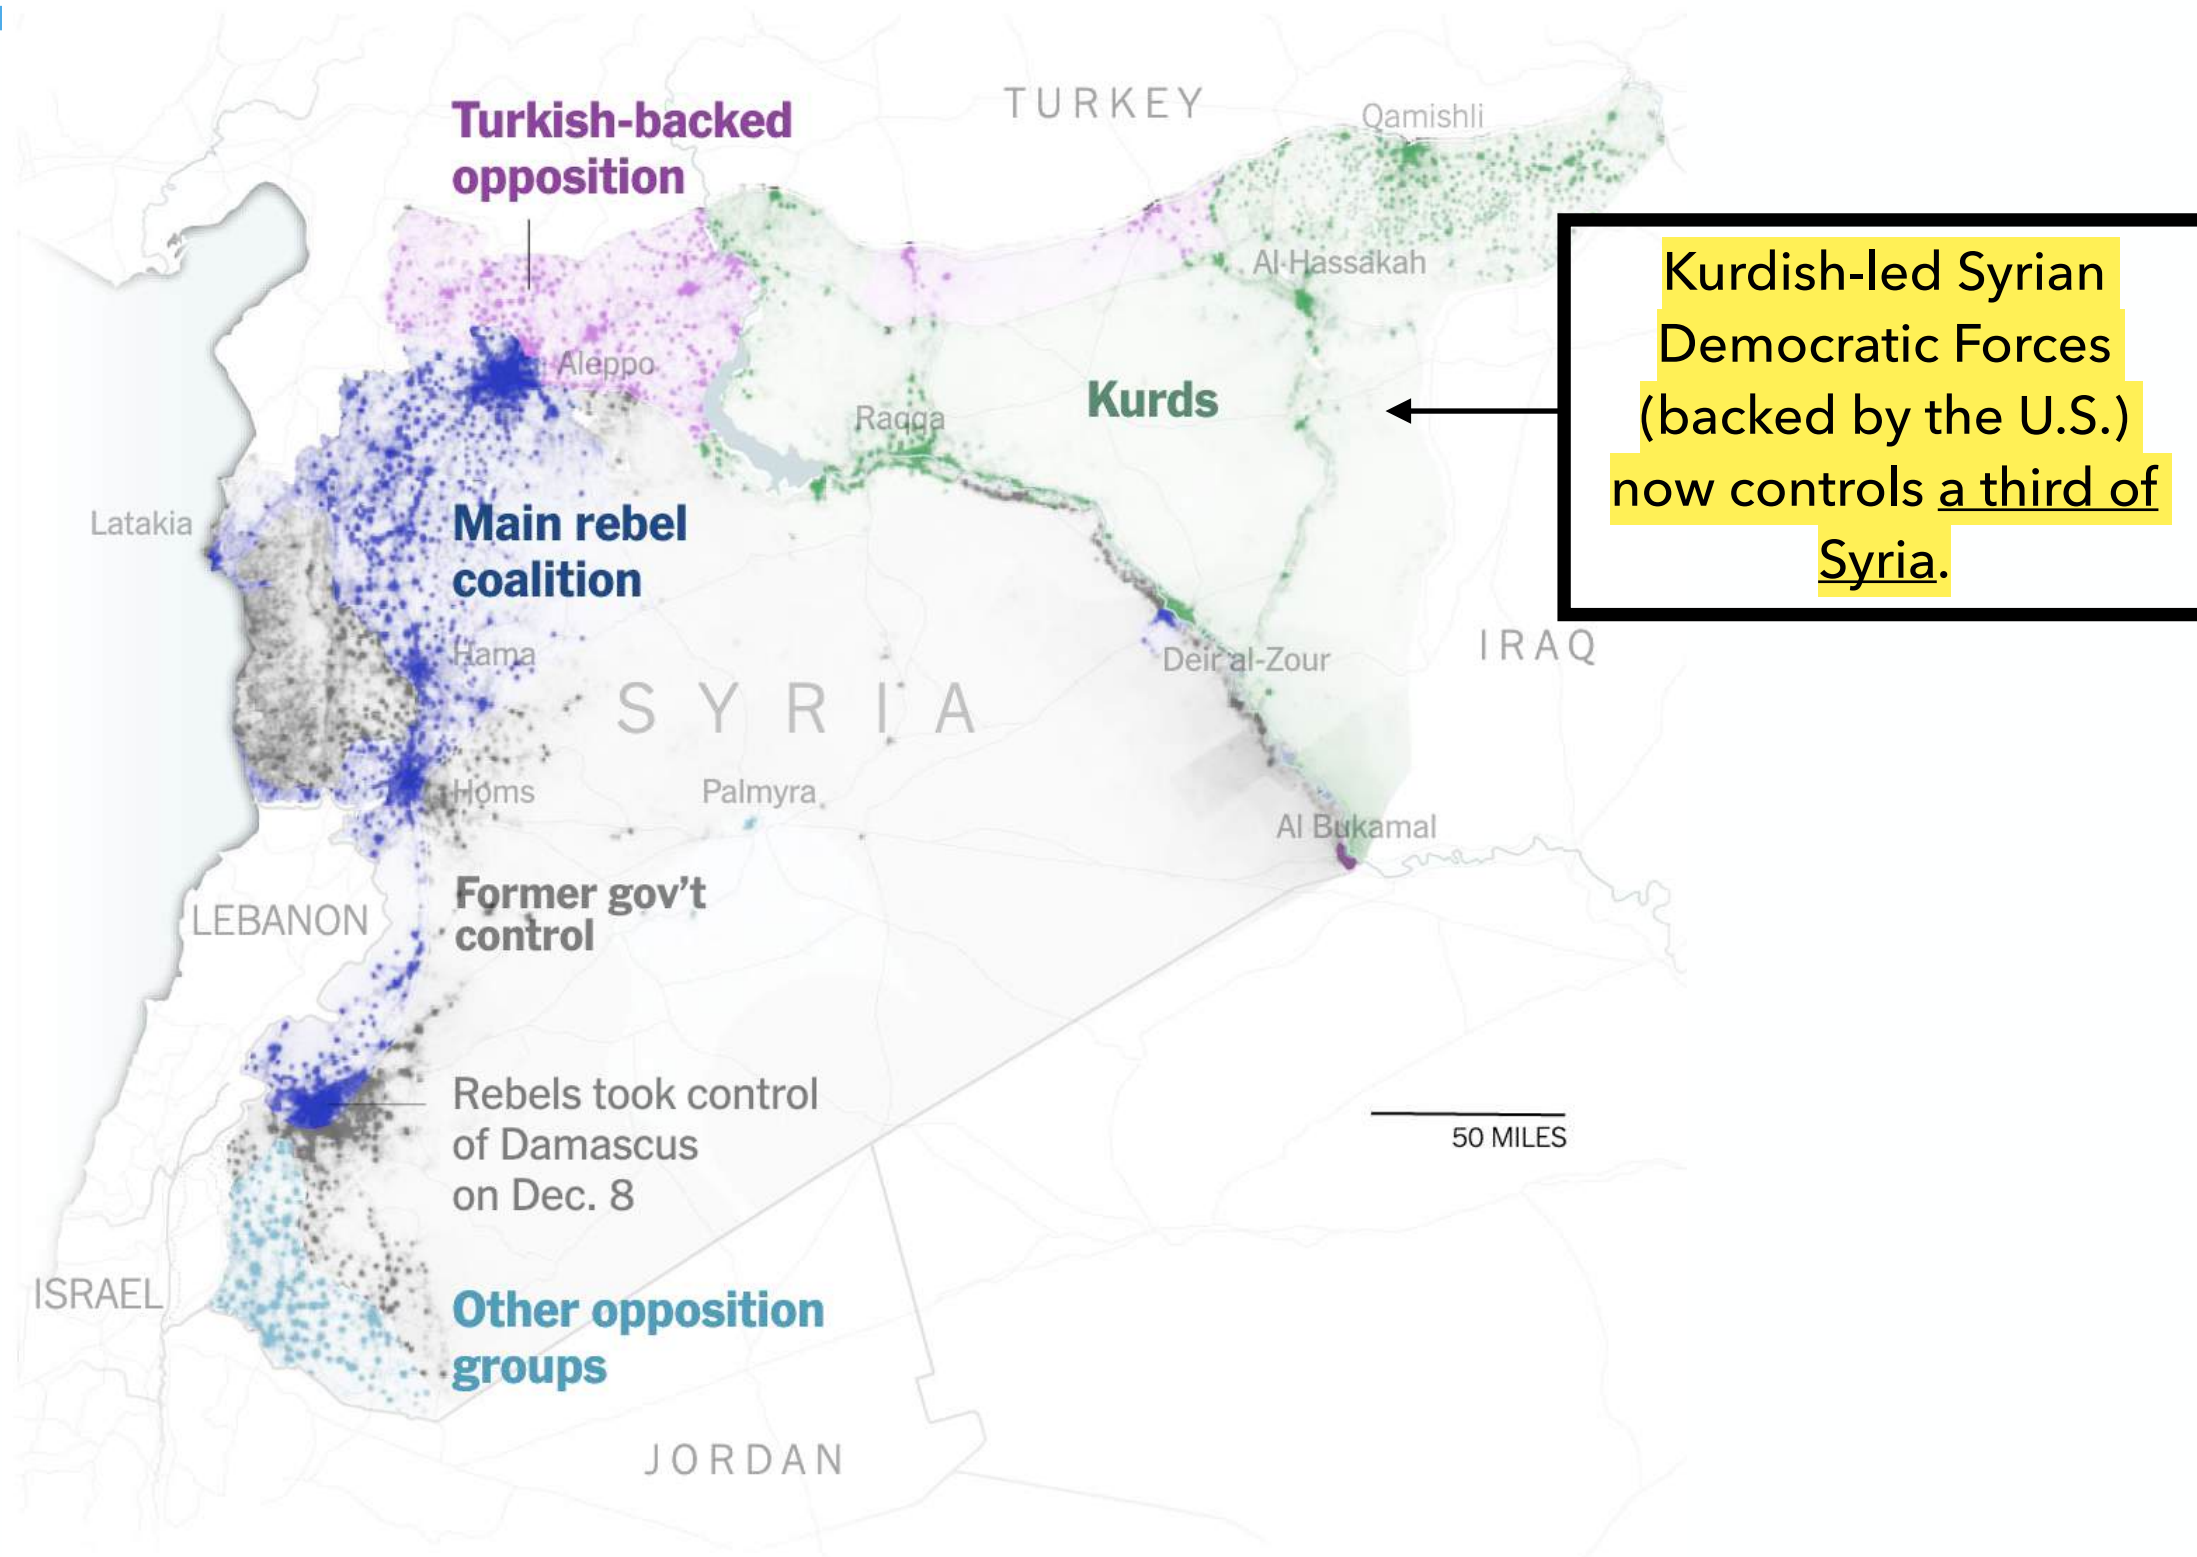 TURKEY
Qamishli
Turkish-backed
opposition
Al-Hassakah
Aleppo
Raqqa
Kurds
Kurdish-led Syrian
Democratic Forces
(backed by the U.S.)
now controls a third of
Syria.
Latakia
Main rebel
coalition
Hama
Deir al-Zour
IRAQ
SYRIA
Homs
Palmyra
Al Bukamal
Former gov't
control
LEBANON
Rebels took control
of Damascus
on Dec. 8
50 MILES
ISRAEL
Other opposition
groups
JORDAN